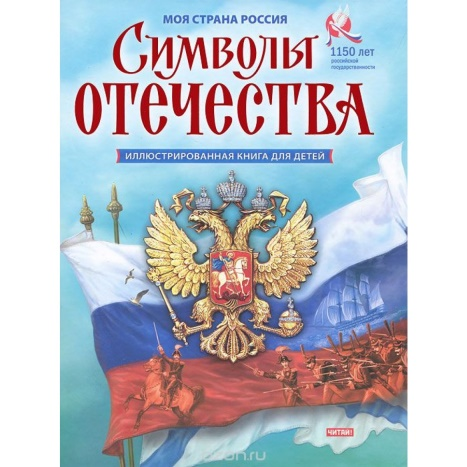 МОЯ СТРАНА РОССИЯ
Символы
ОТЕЧЕСТВА
1150 лет
российской
государственности
ИЛЛЮСТРИРОВАННАЯ КНИГА ДЛЯ ДЕТЕЙ
ЧИТАЙ!